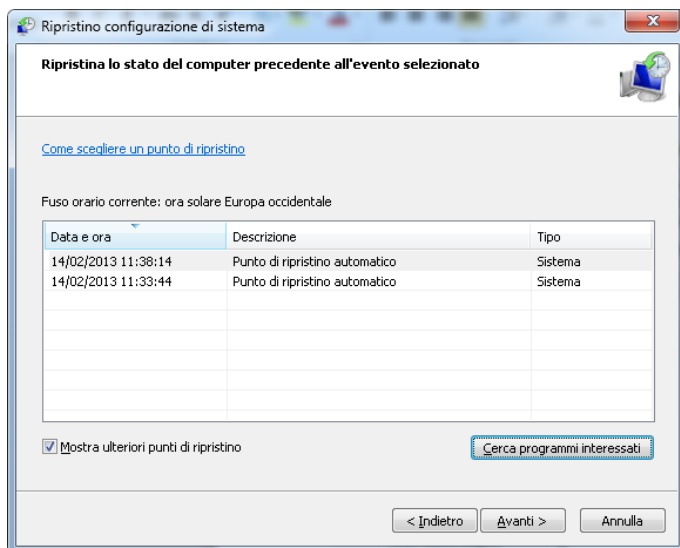 Ripristino configurazione di sistema
Ripristina lo stato del computer precedente all'evento selezionato
Come scegliere un punto di ripristino
Fuso orario corrente: ora solare Europa occidentale
Data e ora Descrizione Tipo
14/02/2013 11:38:14 Punto di ripristino automatico Sistema
14/02/2013 11:33:44 Punto di ripristino automatico Sistema
Mostra ulteriori punti di ripristino Cerca programmi interessati
< Indietro Avanti > Annulla